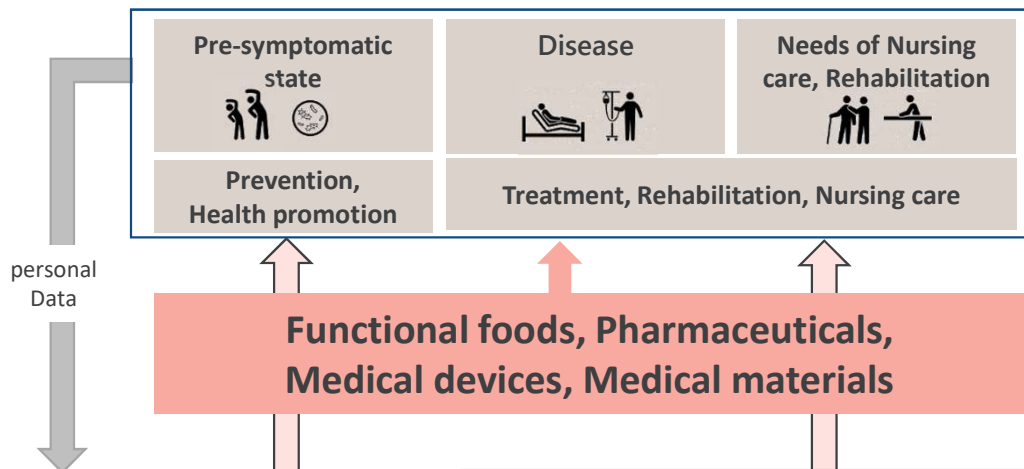 Pre-symptomatic
state
Disease
Needs of Nursing
care, Rehabilitation
Prevention,
Health promotion
Treatment, Rehabilitation, Nursing care
personal
Data
Functional foods, Pharmaceuticals,
Medical devices, Medical materials